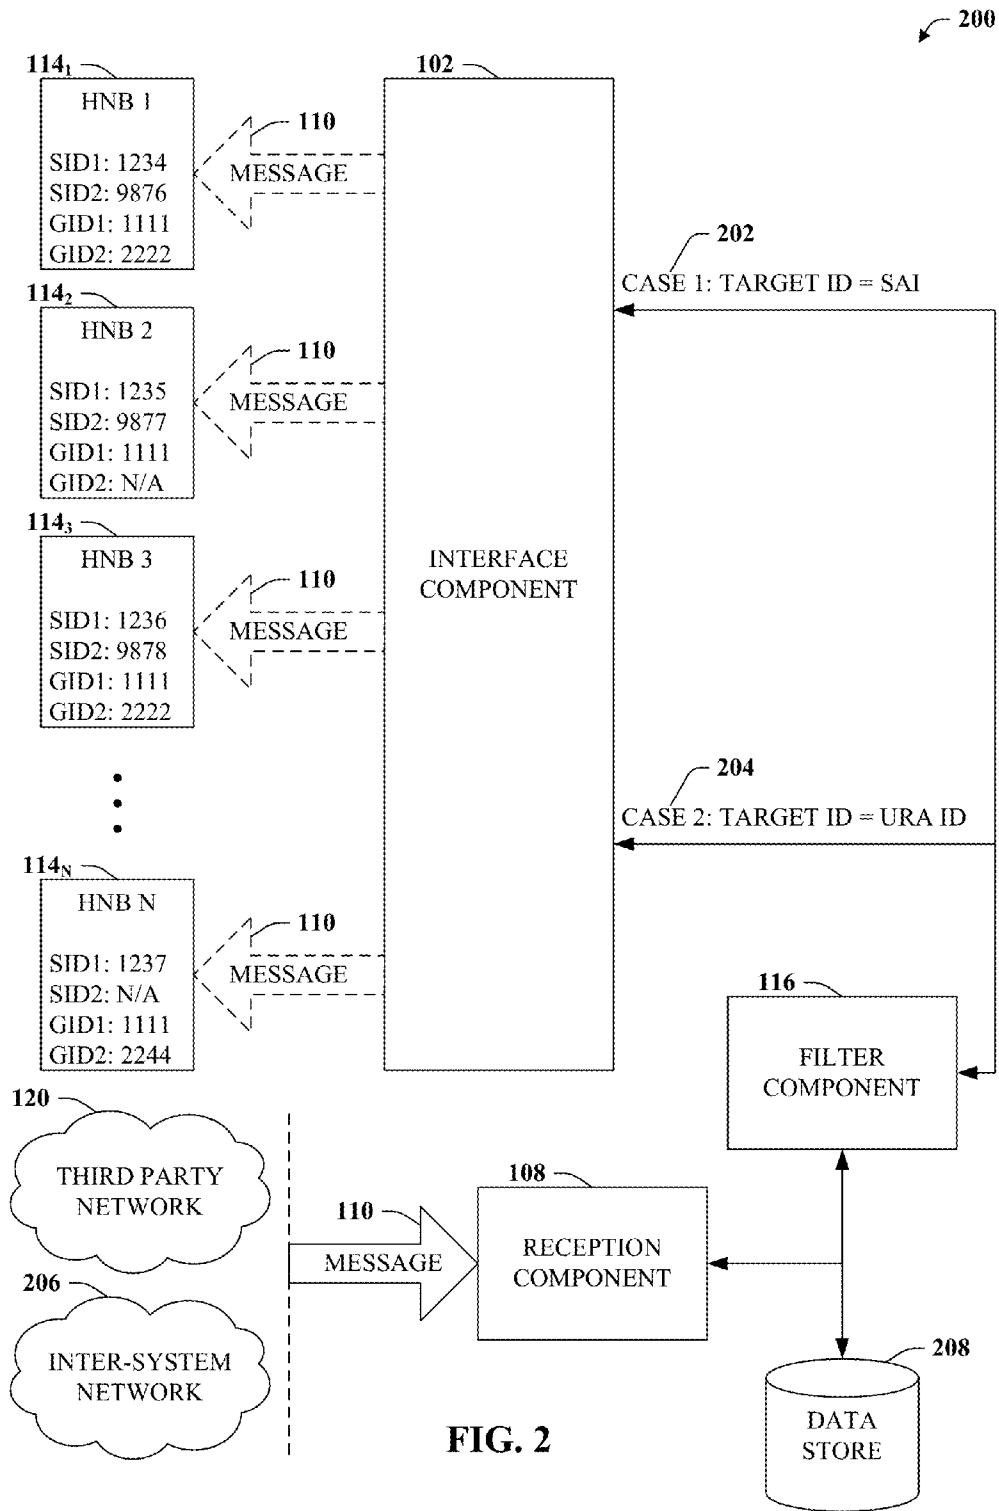 200
114₁
HNB 1
SID1: 1234
SID2: 9876
GID1: 1111
GID2: 2222
110
MESSAGE
102
INTERFACE
COMPONENT
114₂
HNB 2
SID1: 1235
SID2: 9877
GID1: 1111
GID2: N/A
110
MESSAGE
114₃
HNB 3
SID1: 1236
SID2: 9878
GID1: 1111
GID2: 2222
110
MESSAGE
114N
HNB N
SID1: 1237
SID2: N/A
GID1: 1111
GID2: 2244
110
MESSAGE
202
CASE 1: TARGET ID = SAI
204
CASE 2: TARGET ID = URA ID
116
FILTER
COMPONENT
120
THIRD PARTY
NETWORK
206
INTER-SYSTEM
NETWORK
110
MESSAGE
108
RECEPTION
COMPONENT
208
DATA
STORE
FIG. 2